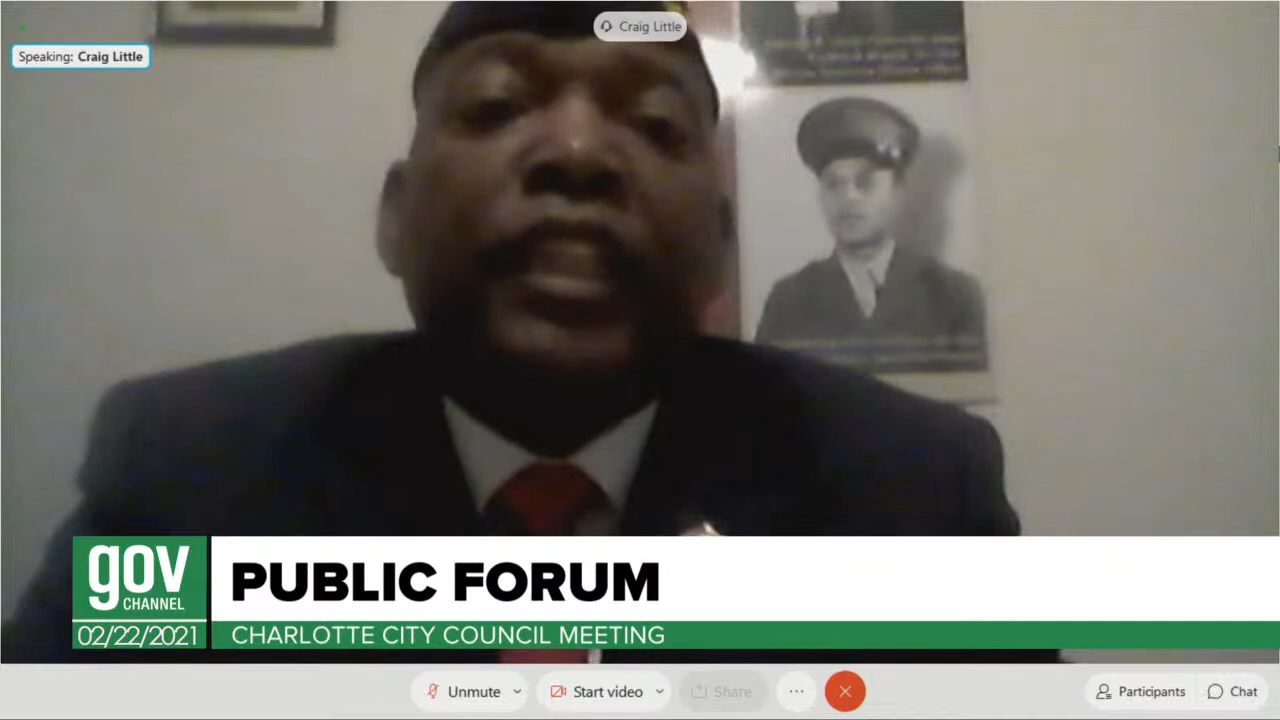 Craig Little
Speaking: Craig Little
gov
CHANNEL
02/22/2021
PUBLIC FORUM
CHARLOTTE CITY COUNCIL MEETING
Unmute
Start video
Share
Participants
Chat